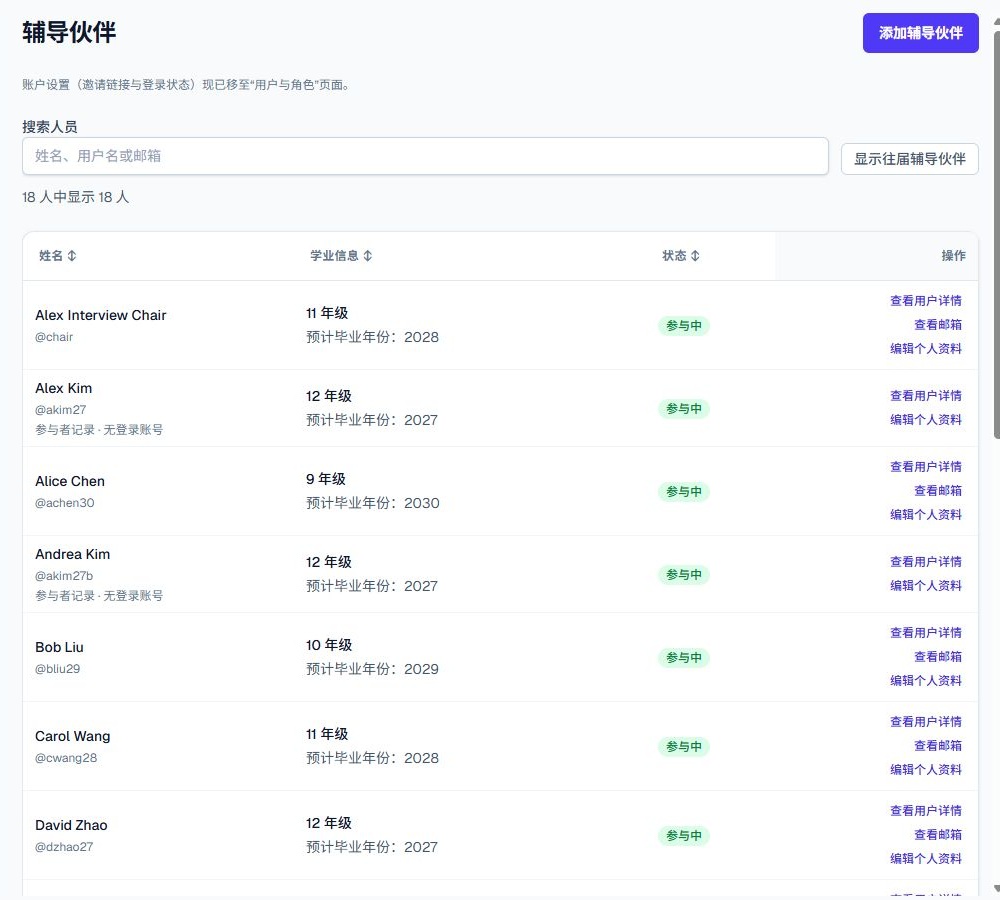 辅导伙伴
添加辅导伙伴
账户设置（邀请链接与登录状态）现已移至“用户与角色”页面。
搜索人员
姓名、用户名或邮箱
显示往届辅导伙伴
18 人中显示 18 人
姓名 学业信息 状态 操作
Alex Interview Chair
@chair
11 年级
预计毕业年份：2028
参与中
查看用户详情
查看邮箱
编辑个人资料
Alex Kim
@akim27
参与者记录 · 无登录账号
12 年级
预计毕业年份：2027
参与中
查看用户详情
编辑个人资料
Alice Chen
@achen30
9 年级
预计毕业年份：2030
参与中
查看用户详情
查看邮箱
编辑个人资料
Andrea Kim
@akim27b
参与者记录 · 无登录账号
12 年级
预计毕业年份：2027
参与中
查看用户详情
编辑个人资料
Bob Liu
@bliu29
10 年级
预计毕业年份：2029
参与中
查看用户详情
查看邮箱
编辑个人资料
Carol Wang
@cwang28
11 年级
预计毕业年份：2028
参与中
查看用户详情
查看邮箱
编辑个人资料
David Zhao
@dzhao27
12 年级
预计毕业年份：2027
参与中
查看用户详情
查看邮箱
编辑个人资料